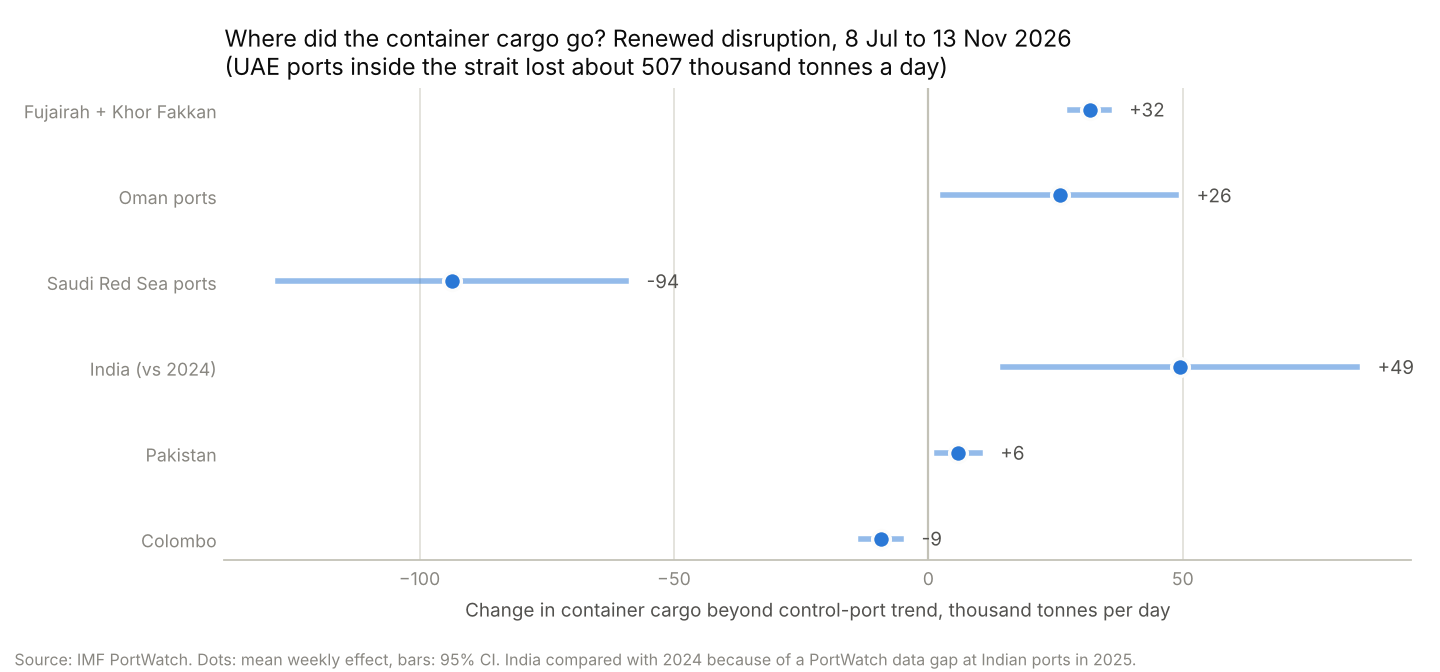 Where did the container cargo go? Renewed disruption, 8 Jul to 13 Nov 2026
(UAE ports inside the strait lost about 507 thousand tonnes a day)
Fujairah + Khor Fakkan
+32
Oman ports
+26
Saudi Red Sea ports
-94
India (vs 2024)
+49
Pakistan
+6
Colombo
-9
−100
−50
0
50
Change in container cargo beyond control-port trend, thousand tonnes per day
Source: IMF PortWatch. Dots: mean weekly effect, bars: 95% CI. India compared with 2024 because of a PortWatch data gap at Indian ports in 2025.